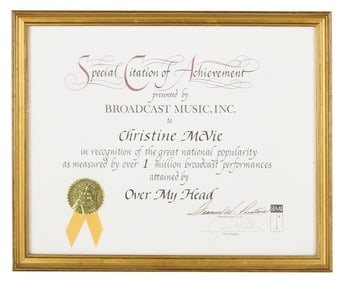 Special Citation of Achievement
presented by
BROADCAST MUSIC, INC.
to
Christine McVie
in recognition of the great national popularity
as measured by over 1 million broadcast performances
attained by
Over My Head
BMI